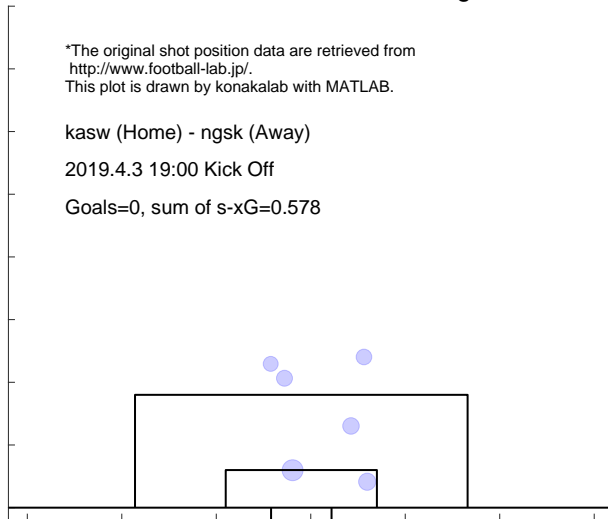 *The original shot position data are retrieved from
http://www.football-lab.jp/.
This plot is drawn by konakalab with MATLAB.
kasw (Home) - ngsk (Away)
2019.4.3 19:00 Kick Off
Goals=0, sum of s-xG=0.578